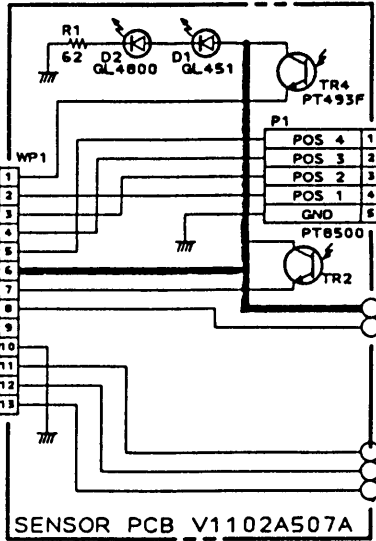 R1
62
D2
GL4800
D1
GL451
TR4
PT493F
P1
POS 4 1
POS 3 2
POS 2 3
POS 1 4
GND 5
WP1
1
2
3
4
5
6
7
8
9
10
11
12
13
PT8500
TR2
SENSOR PCB V1102A507A